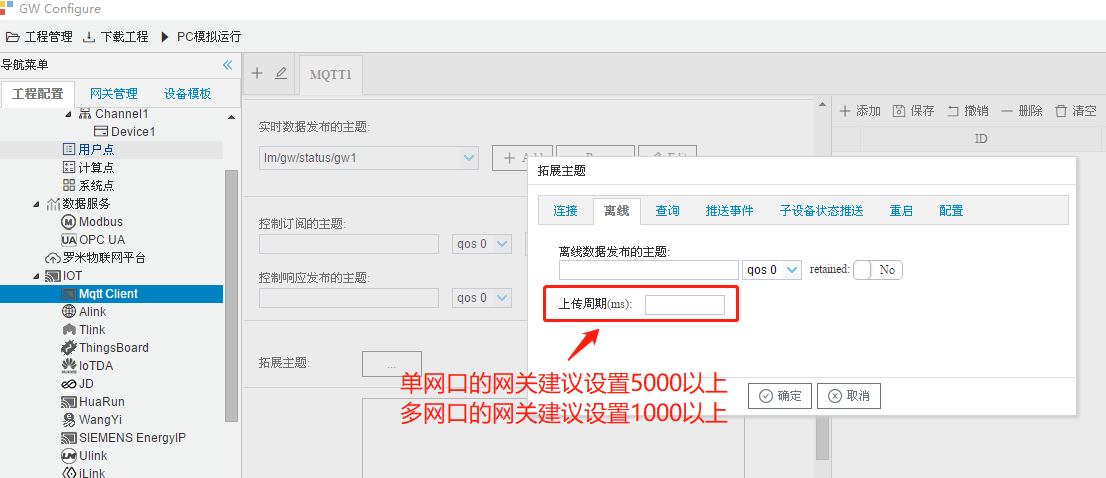 GW Configure
工程管理 下载工程 PC模拟运行
导航菜单
工程配置 网关管理 设备模板
Channel1
Device1
用户点
计算点
系统点
数据服务
Modbus
OPC UA
罗米物联网平台
IOT
Mqtt Client
Alink
Tlink
ThingsBoard
IoTDA
JD
HuaRun
WangYi
SIEMENS EnergyIP
Ulink
iLink
MQTT1
实时数据发布的主题:
lm/gw/status/gw1
控制订阅的主题:
qos 0
控制响应发布的主题:
qos 0
拓展主题:
...
添加 保存 撤销 删除 清空
ID
拓展主题
连接 离线 查询 推送事件 子设备状态推送 重启 配置
离线数据发布的主题:
qos 0 retained: No
上传周期(ms):
确定 取消
单网口的网关建议设置5000以上
多网口的网关建议设置1000以上